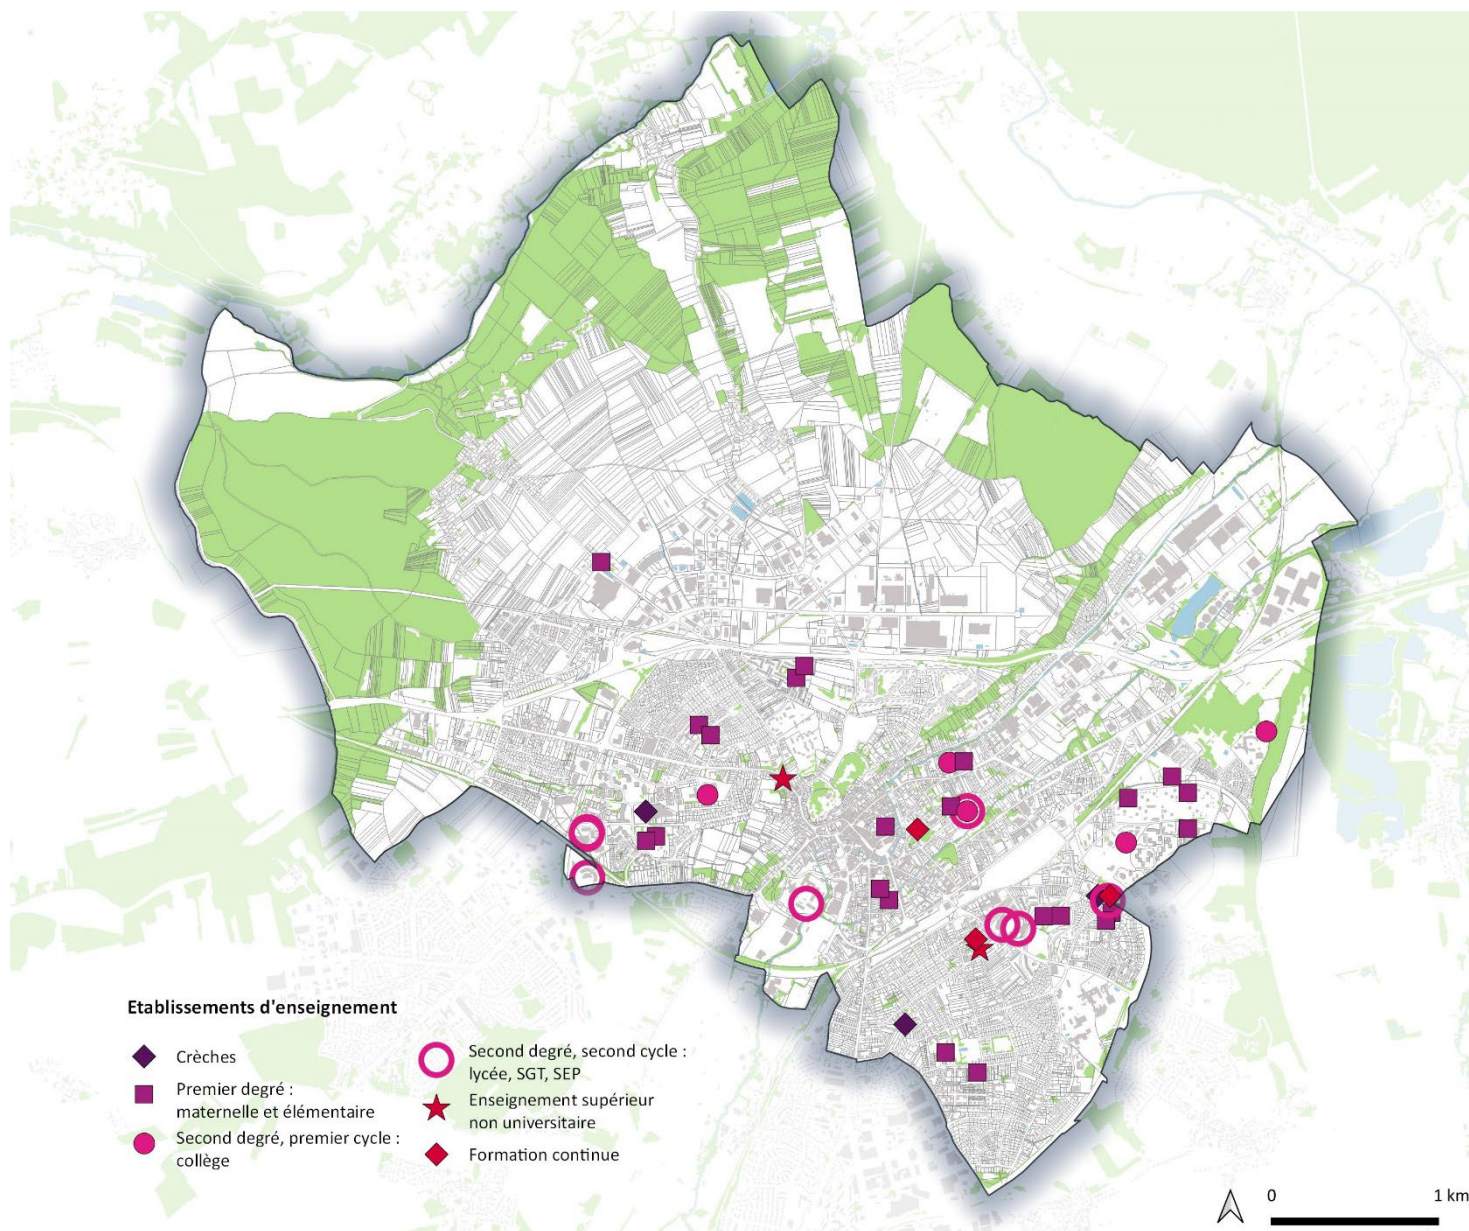 Etablissements d'enseignement
Crèches
Premier degré :
maternelle et élémentaire
Second degré, premier cycle :
collège
Second degré, second cycle :
lycée, SGT, SEP
Enseignement supérieur
non universitaire
Formation continue
0 1 km